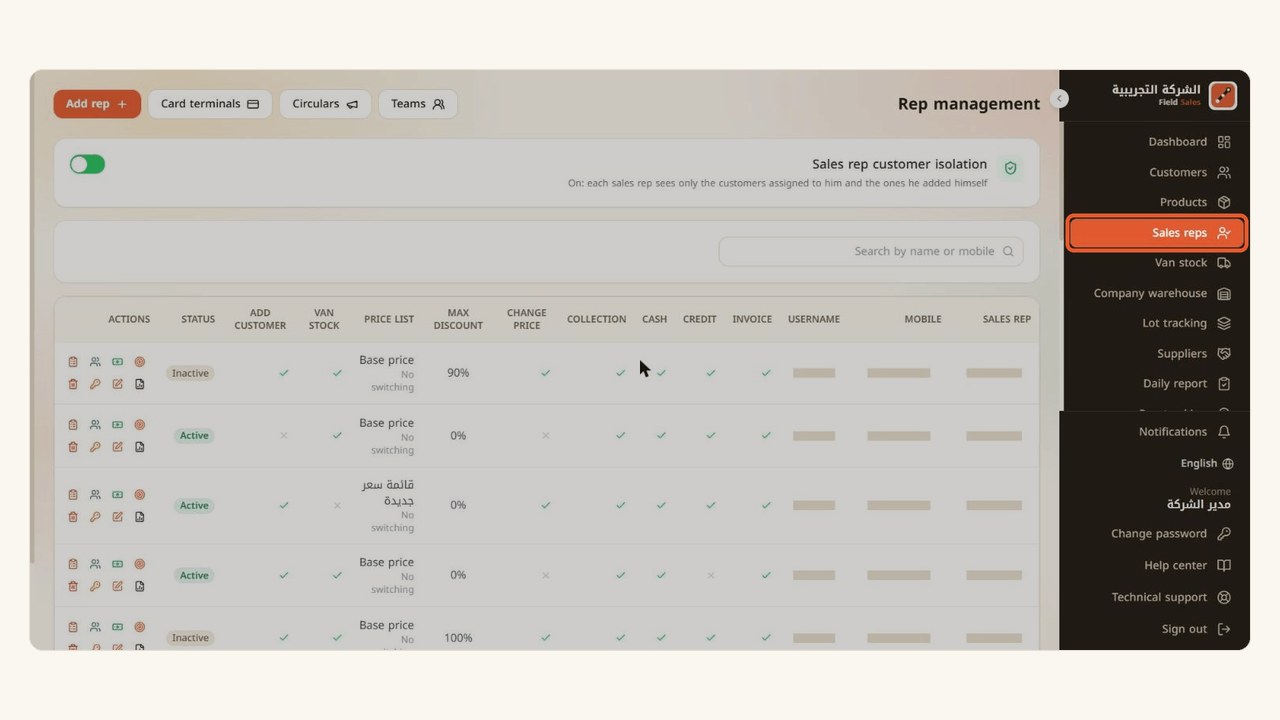 Add rep
Card terminals
Circulars
Teams
Rep management
الشركة التجريبية
Field Sales
Sales rep customer isolation
On: each sales rep sees only the customers assigned to him and the ones he added himself
Search by name or mobile
ACTIONS STATUS ADD CUSTOMER VAN STOCK PRICE LIST MAX DISCOUNT CHANGE PRICE COLLECTION CASH CREDIT INVOICE USERNAME MOBILE SALES REP
Inactive Base price 90%
No switching
Active Base price 0%
No switching
Active قائمة سعر جديدة 0%
No switching
Active Base price 0%
No switching
Inactive Base price 100%
No
Dashboard
Customers
Products
Sales reps
Van stock
Company warehouse
Lot tracking
Suppliers
Daily report
Notifications
English
Welcome
مدير الشركة
Change password
Help center
Technical support
Sign out